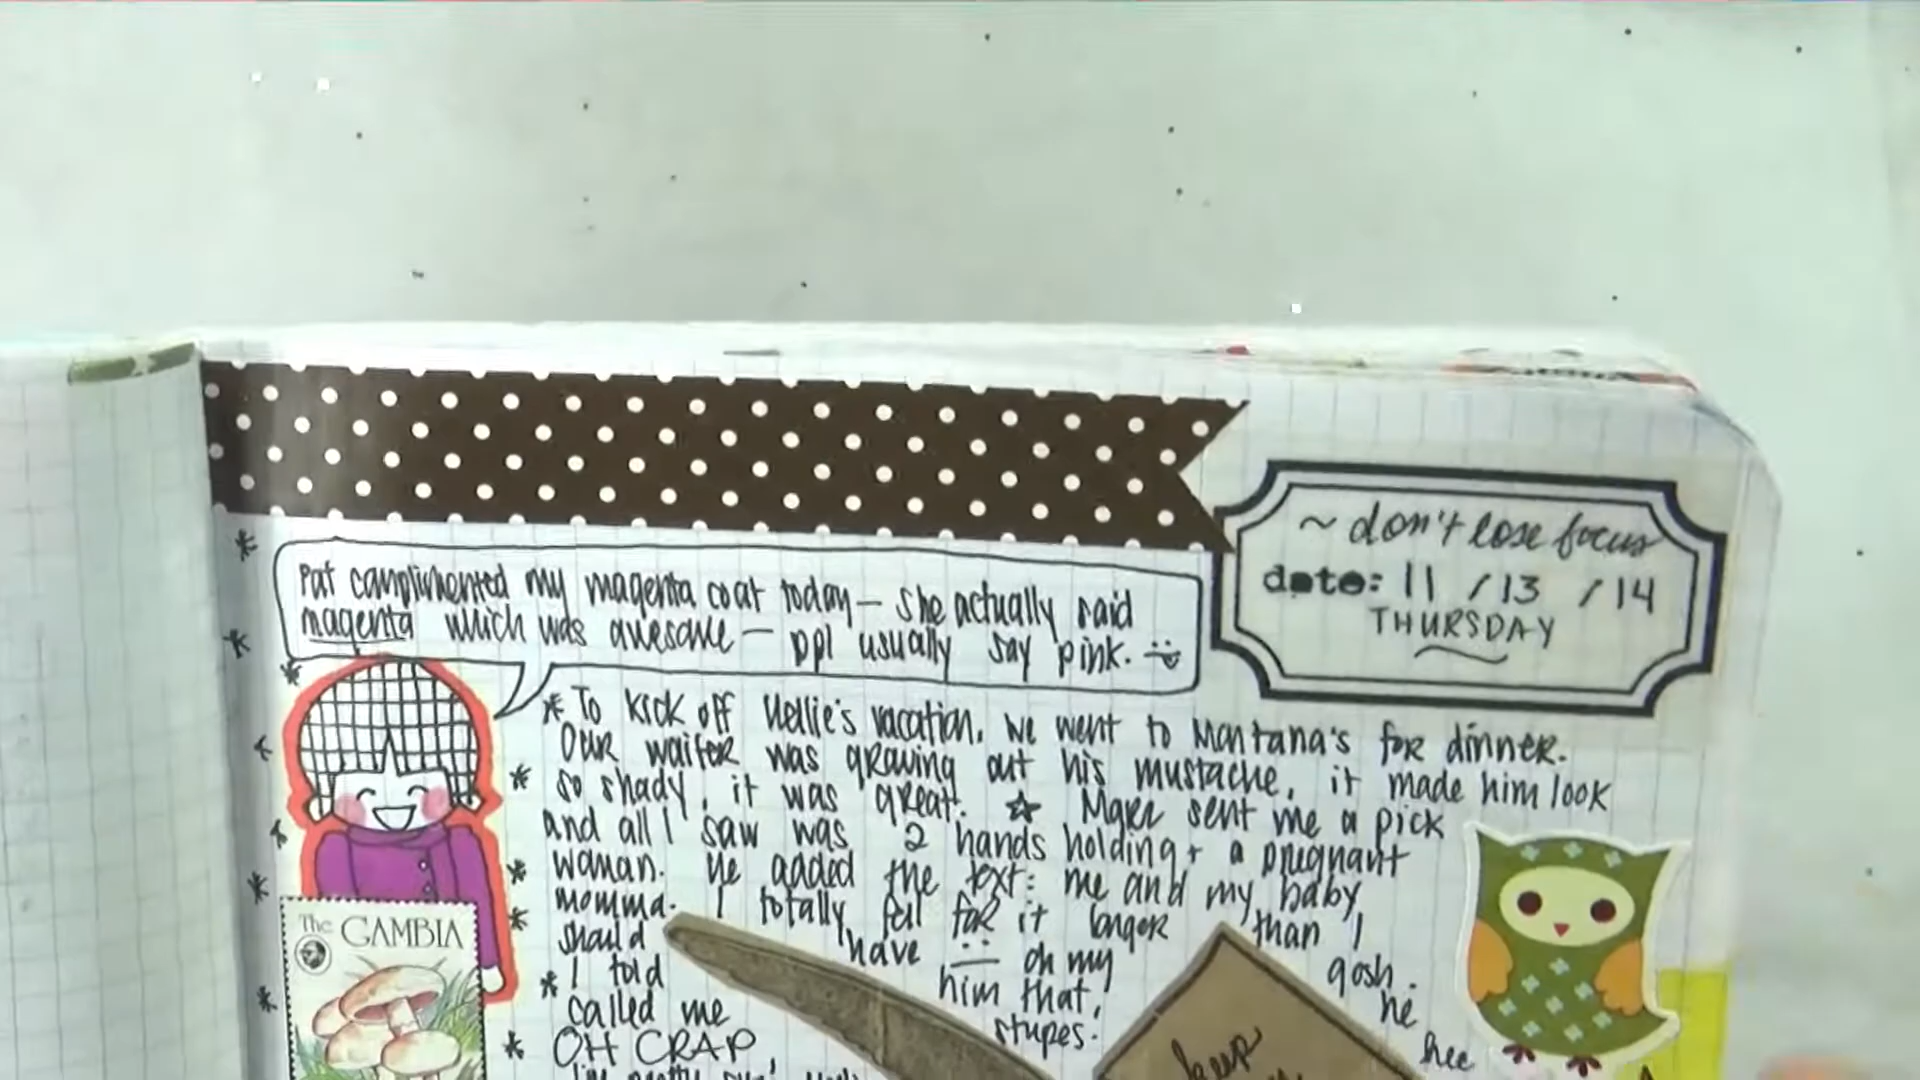 ~ don't lose focus
date: 11 / 13 / 14
THURSDAY
Pat complimented my magenta coat today — she actually said
magenta which was awesome — ppl usually say pink.
* To kick off Nellie's vacation, we went to Montana's for dinner.
Our waiter was growing out his mustache, it made him look
* so shady, it was great. ☆ Marc sent me a pick
and all I saw was 2 hands holding + a pregnant
* woman. He added the text: me and my baby
* momma. I totally fell for it longer than I
should have oh my gosh.
* I told him that, he
called me stupes. hee
* OH CRAP,
The GAMBIA
keep